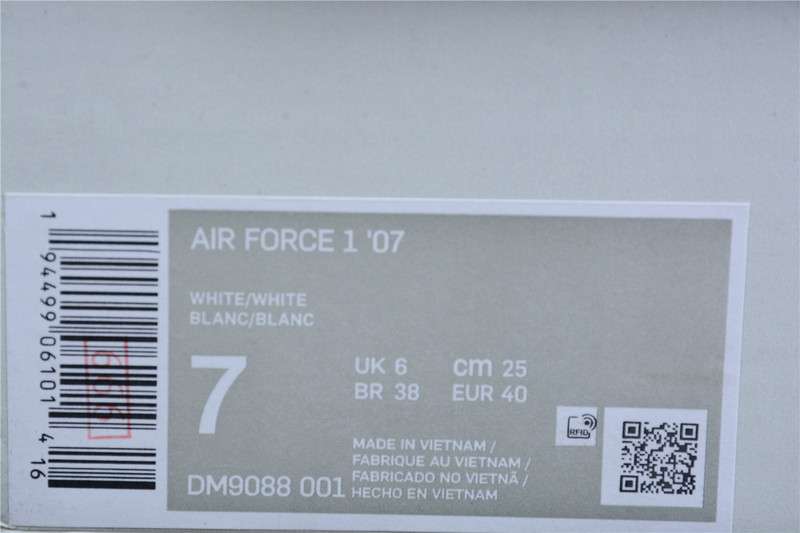 AIR FORCE 1 '07
WHITE/WHITE
BLANC/BLANC
7
UK 6 cm 25
BR 38 EUR 40
RFID
MADE IN VIETNAM /
FABRIQUE AU VIETNAM /
FABRICADO NO VIETNÃ /
HECHO EN VIETNAM
DM9088 001
1 94499 06101 4 16